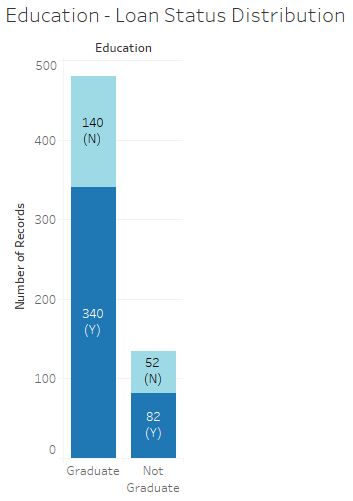 Education - Loan Status Distribution
Education
500
400
300
200
100
0
Number of Records
140
(N)
340
(Y)
52
(N)
82
(Y)
Graduate
Not
Graduate